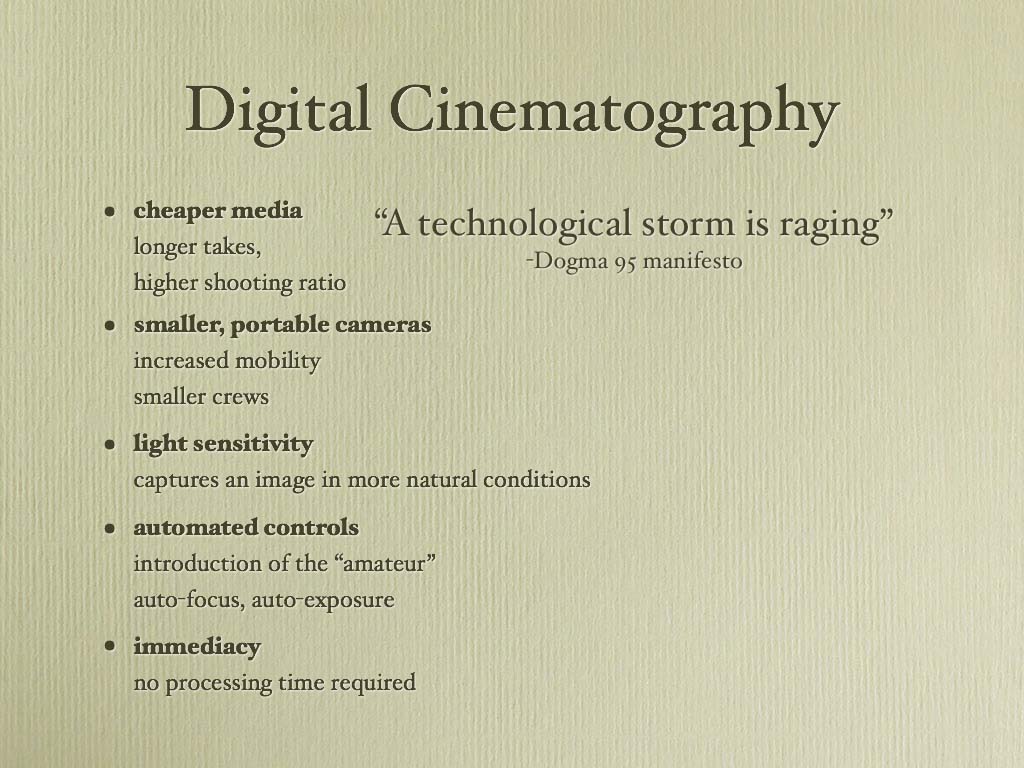 Digital Cinematography
• cheaper media
longer takes,
higher shooting ratio
“A technological storm is raging”
-Dogma 95 manifesto
• smaller, portable cameras
increased mobility
smaller crews
• light sensitivity
captures an image in more natural conditions
• automated controls
introduction of the “amateur”
auto-focus, auto-exposure
• immediacy
no processing time required